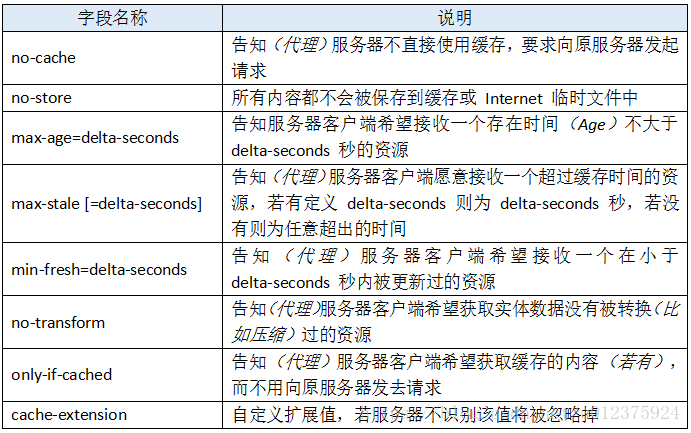 字段名称
说明
no-cache
告知(代理)服务器不直接使用缓存，要求向原服务器发起
请求
no-store
所有内容都不会被保存到缓存或 Internet 临时文件中
max-age=delta-seconds
告知服务器客户端希望接收一个存在时间(Age)不大于
delta-seconds 秒的资源
max-stale [=delta-seconds]
告知(代理)服务器客户端愿意接收一个超过缓存时间的资
源，若有定义 delta-seconds 则为 delta-seconds 秒，若没
有则为任意超出的时间
min-fresh=delta-seconds
告知(代理)服务器客户端希望接收一个在小于
delta-seconds 秒内被更新过的资源
no-transform
告知(代理)服务器客户端希望获取实体数据没有被转换(比
如压缩)过的资源
only-if-cached
告知(代理)服务器客户端希望获取缓存的内容(若有)，
而不用向原服务器发去请求
cache-extension
自定义扩展值，若服务器不识别该值将被忽略掉